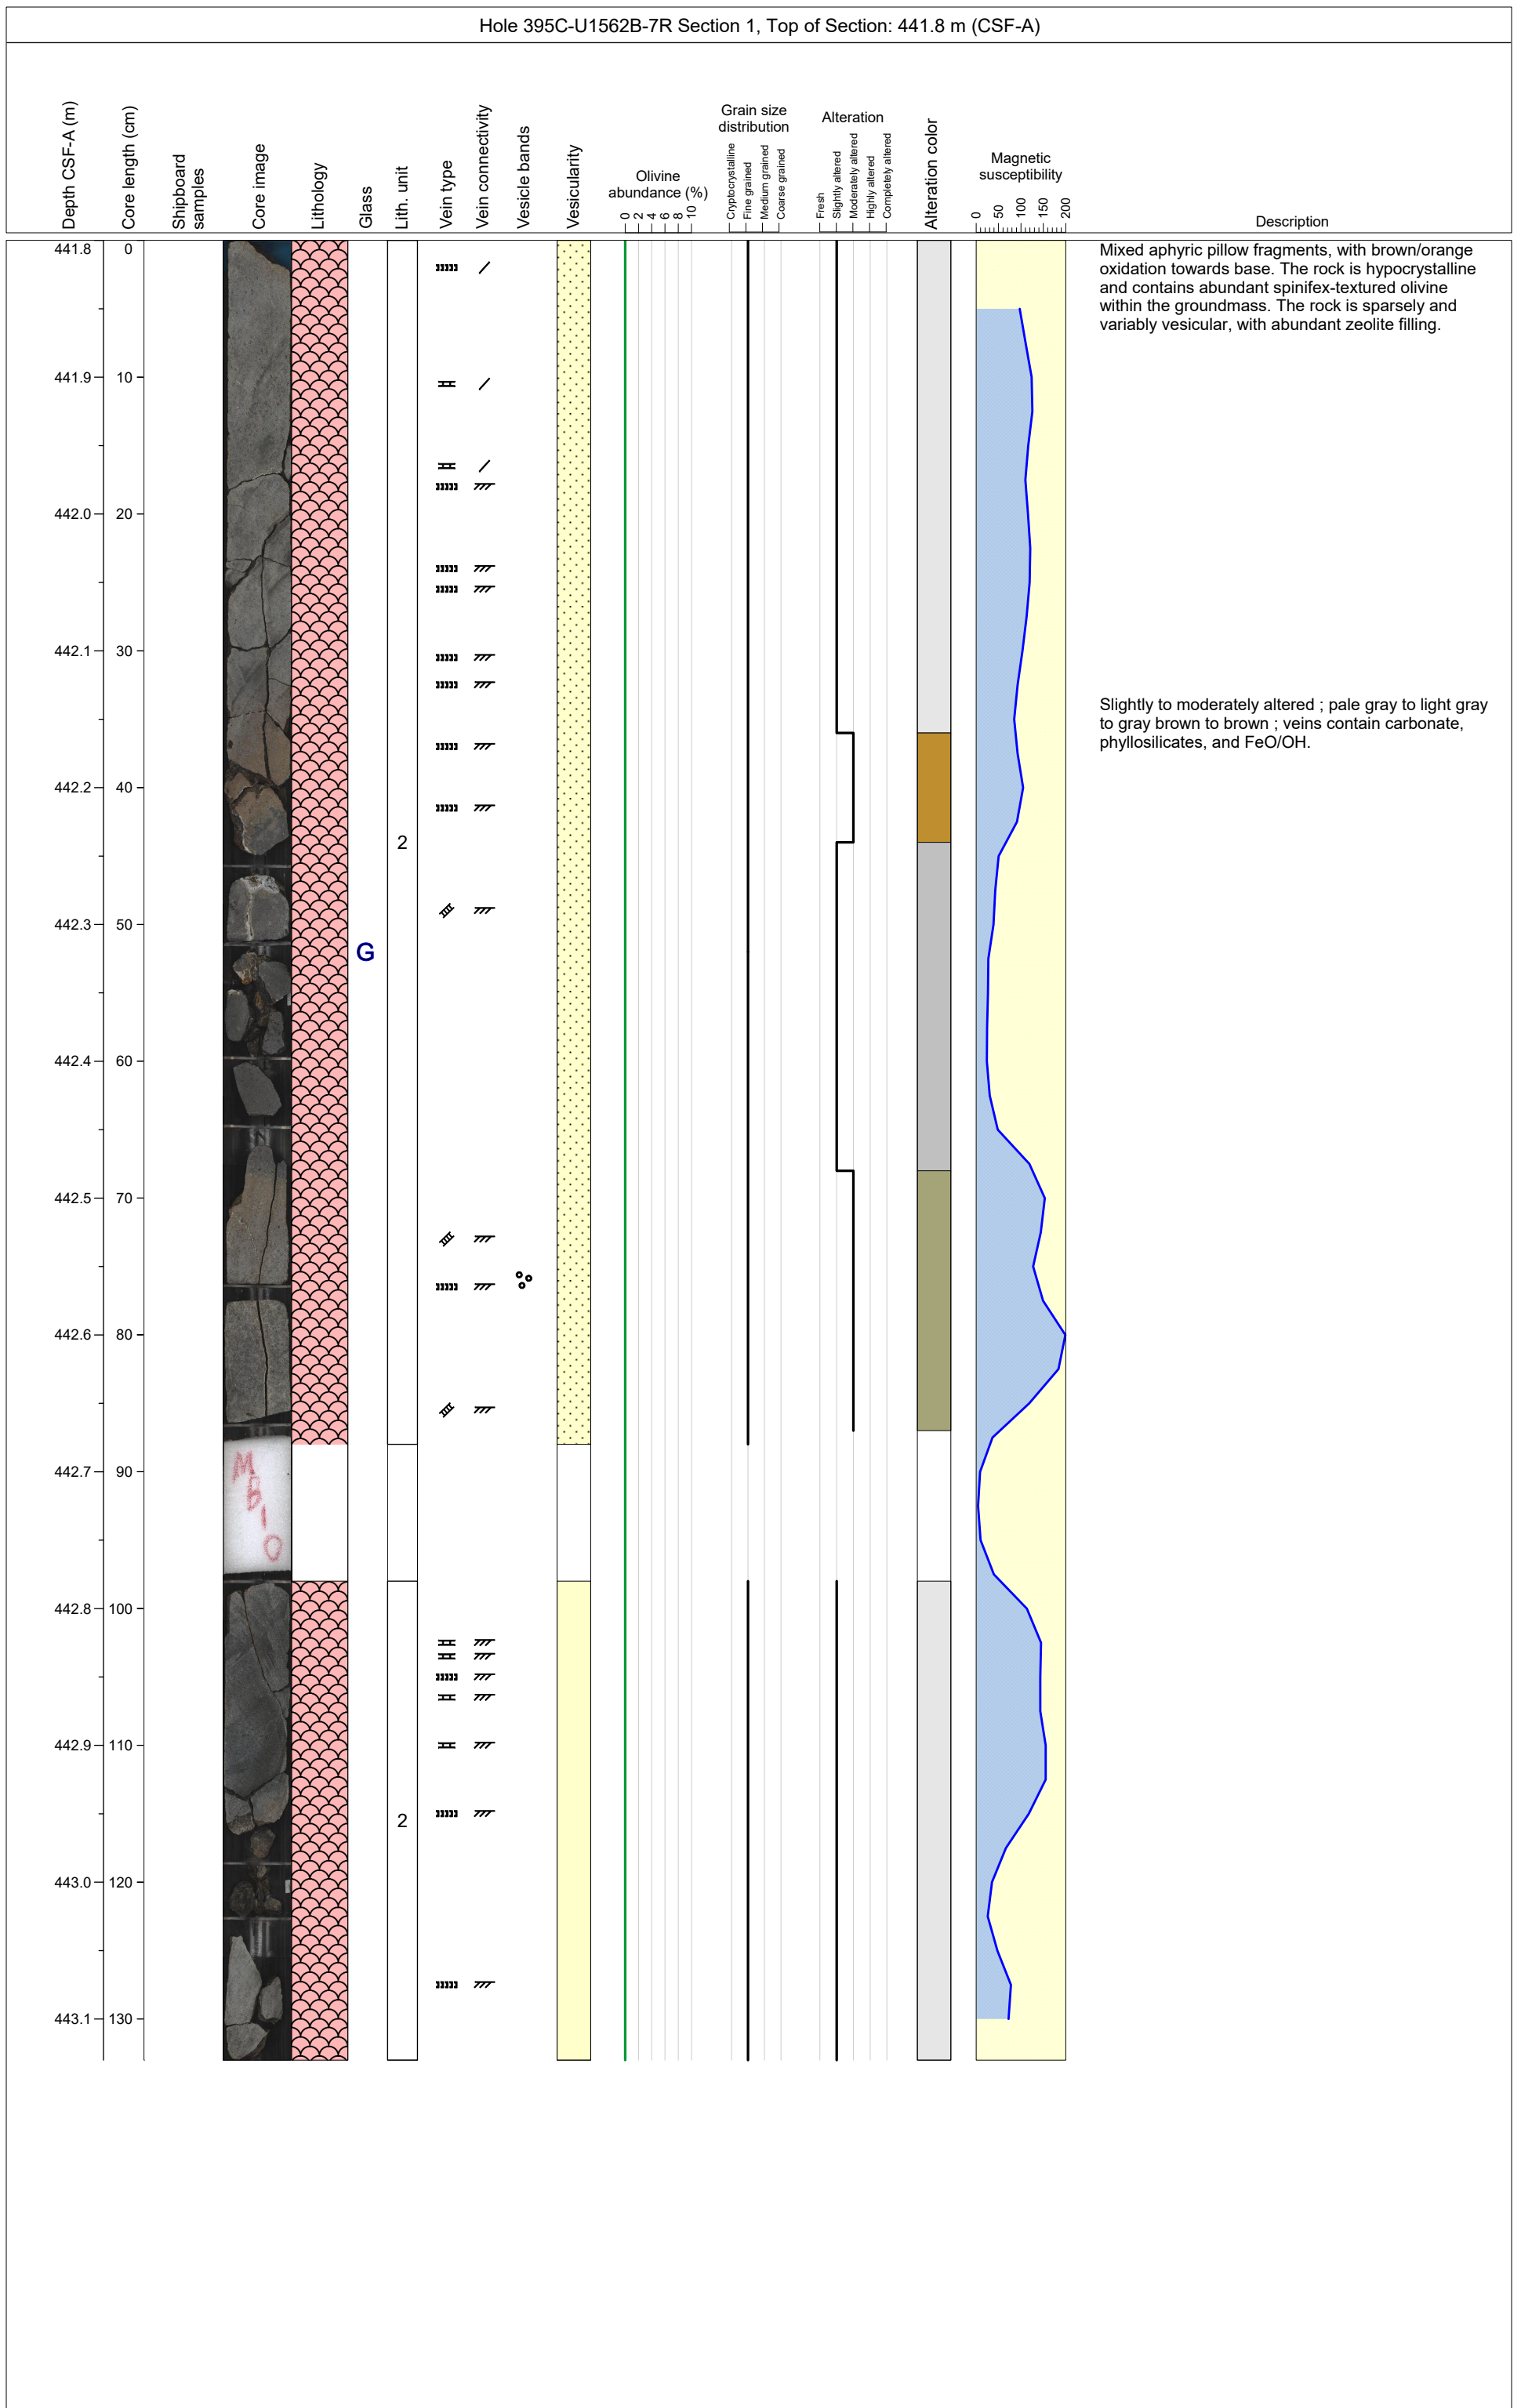 Hole 395C-U1562B-7R Section 1, Top of Section: 441.8 m (CSF-A)
Depth CSF-A (m)
Core length (cm)
Shipboard
samples
Core image
Lithology
Glass
Lith. unit
Vein type
Vein connectivity
Vesicle bands
Vesicularity
Olivine
abundance (%)
0 2 4 6 8 10
Grain size
distribution
Cryptocrystalline
Fine grained
Medium grained
Coarse grained
Alteration
Fresh
Slightly altered
Moderately altered
Highly altered
Completely altered
Alteration color
Magnetic
susceptibility
0 50 100 150 200
Description
441.8 0
Mixed aphyric pillow fragments, with brown/orange
oxidation towards base. The rock is hypocrystalline
and contains abundant spinifex-textured olivine
within the groundmass. The rock is sparsely and
variably vesicular, with abundant zeolite filling.
441.9 10
442.0 20
442.1 30
Slightly to moderately altered ; pale gray to light gray
to gray brown to brown ; veins contain carbonate,
phyllosilicates, and FeO/OH.
442.2 40
2
442.3 50
G
442.4 60
442.5 70
442.6 80
442.7 90
M
B
I
O
442.8 100
442.9 110
2
443.0 120
443.1 130